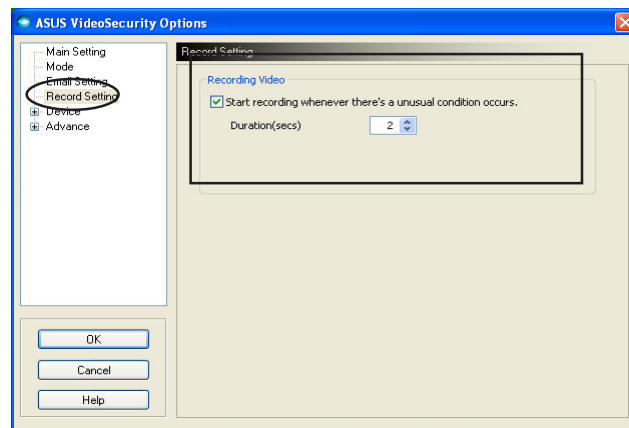 ASUS VideoSecurity Options
Main Setting
Mode
Email Setting
Record Setting
Device
Advance
OK
Cancel
Help
Record Setting
Recording Video
Start recording whenever there's a unusual condition occurs.
Duration(secs) 2